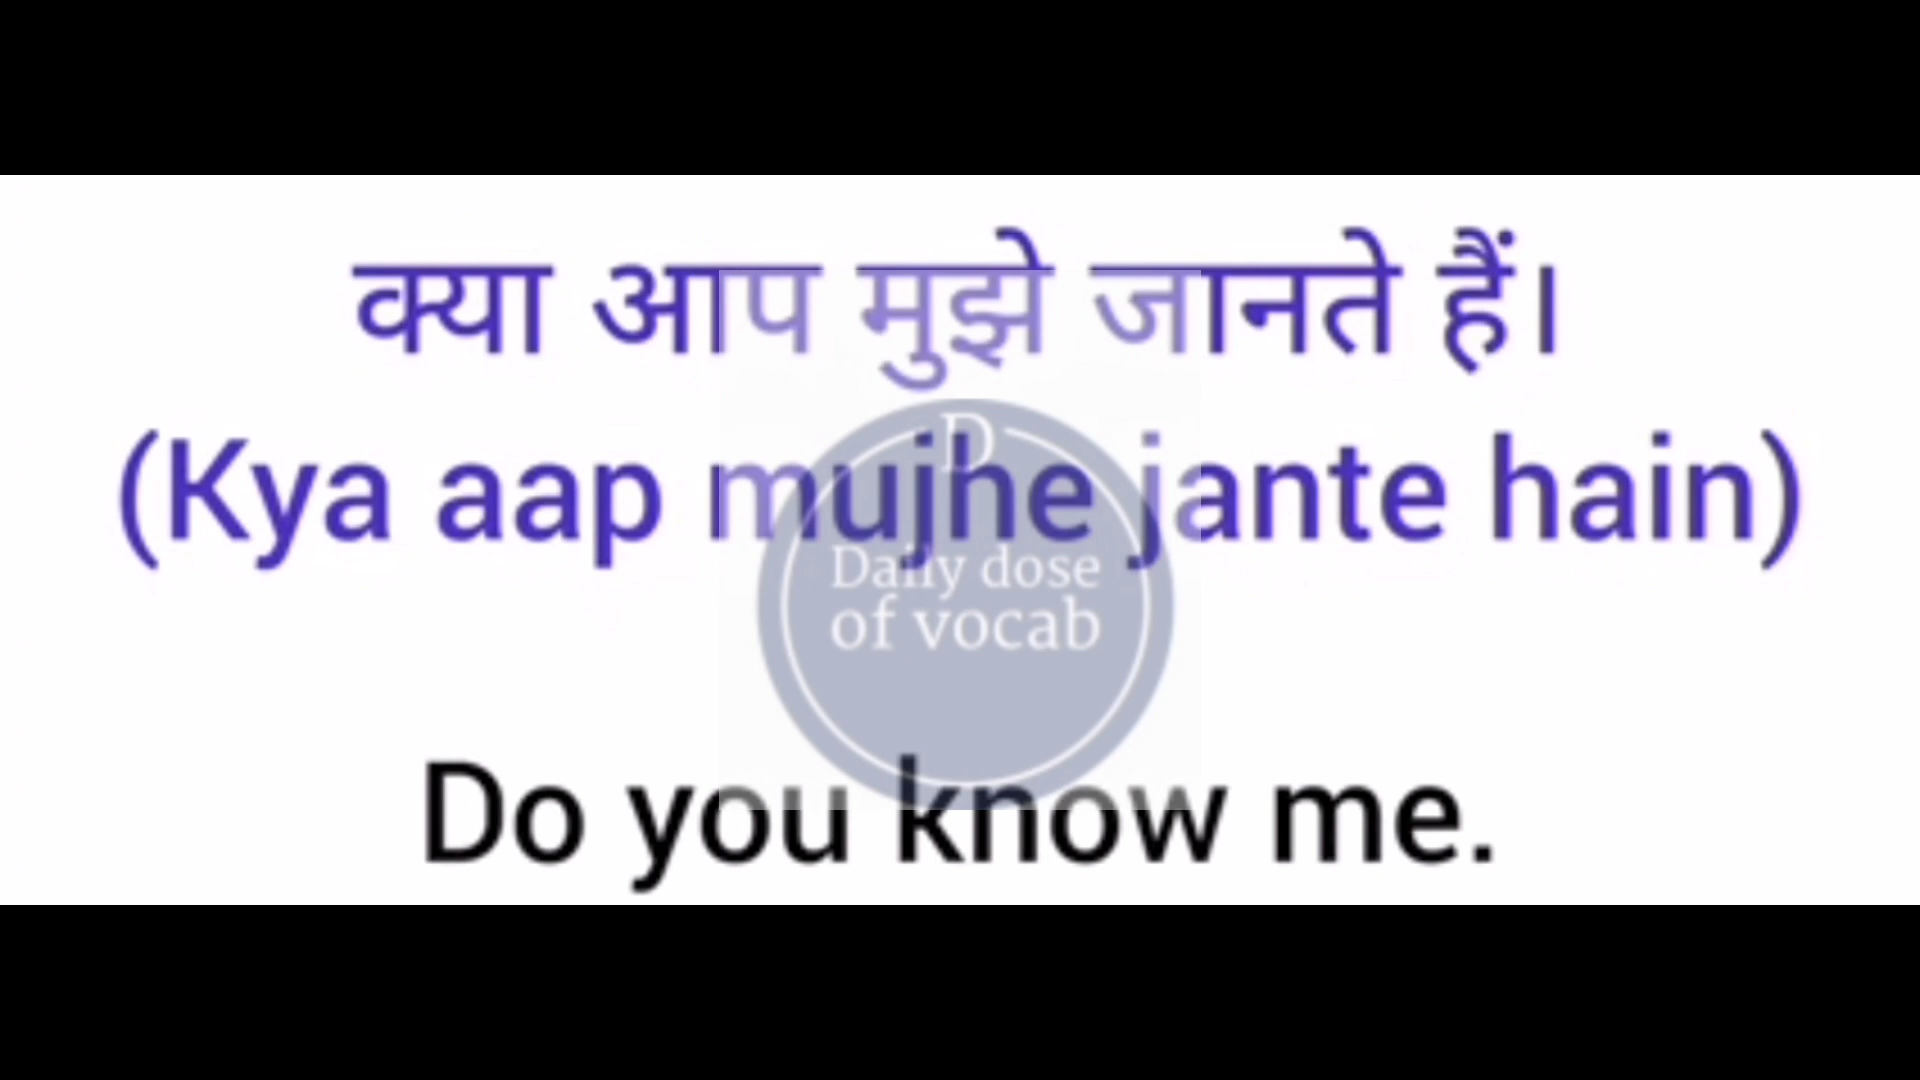 क्या आप मुझे जानते हैं।
(Kya aap mujhe jante hain)
D
Daily dose
of vocab
Do you know me.